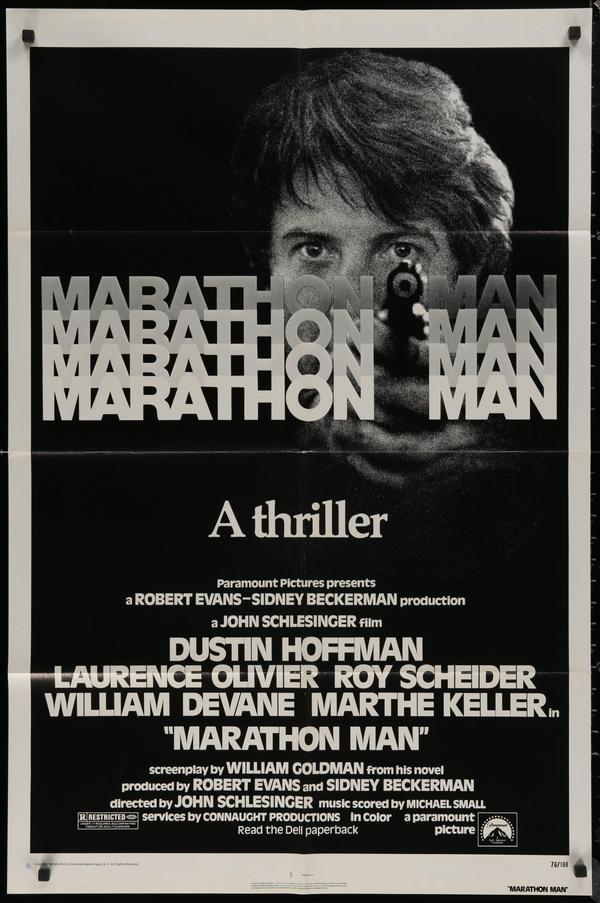 MARATHON MAN
MARATHON MAN
MARATHON MAN
MARATHON MAN
A thriller
Paramount Pictures presents
a ROBERT EVANS–SIDNEY BECKERMAN production
a JOHN SCHLESINGER film
DUSTIN HOFFMAN
LAURENCE OLIVIER ROY SCHEIDER
WILLIAM DEVANE MARTHE KELLER in
"MARATHON MAN"
screenplay by WILLIAM GOLDMAN from his novel
produced by ROBERT EVANS and SIDNEY BECKERMAN
directed by JOHN SCHLESINGER music scored by MICHAEL SMALL
services by CONNAUGHT PRODUCTIONS in Color a paramount
picture
Read the Dell paperback
R RESTRICTED
Paramount
76/188
"MARATHON MAN"